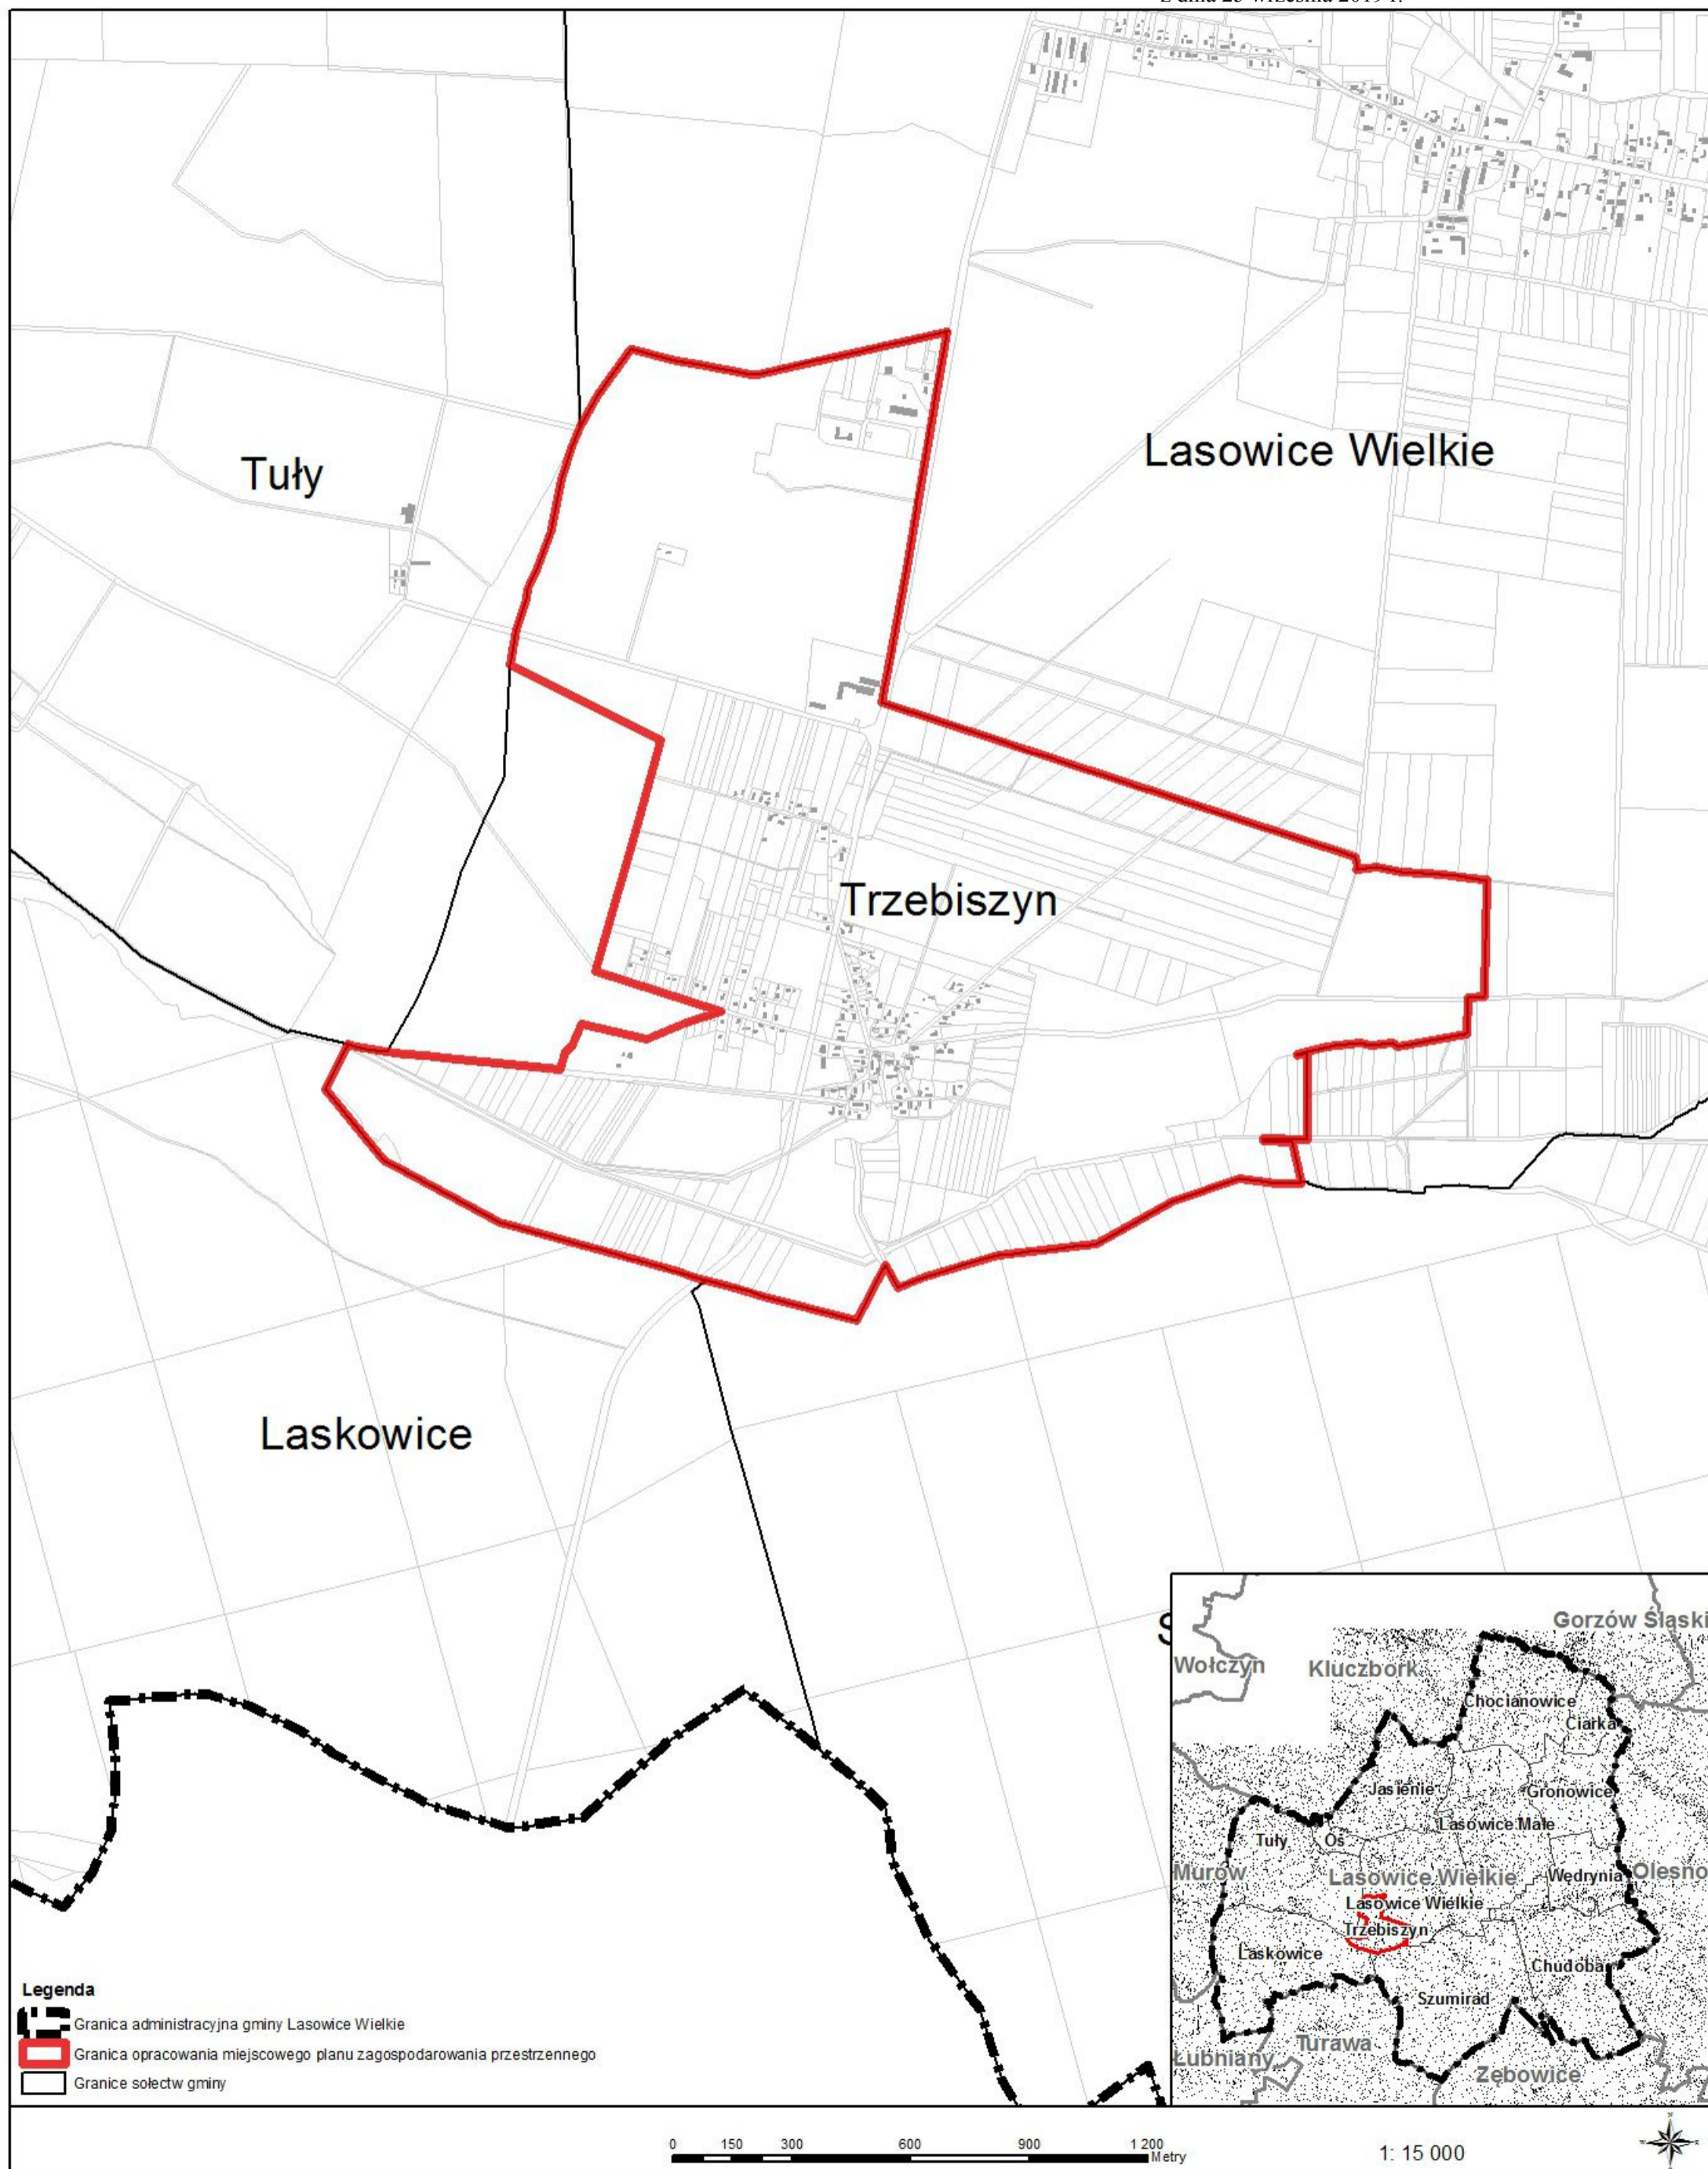 Tuły
Lasowice Wielkie
Trzebiszyn
Laskowice
S
Gorzów Śląski
Wołczyn
Kluczbork
Chocianowice
Ciarka
Jasienie
Gronowice
Lasowice Małe
Tuły
Oś
Murów
Lasowice Wielkie
Wędrynia
Olesno
Lasowice Wielkie
Trzebiszyn
Laskowice
Chudoba
Szumirad
Turawa
Łubniany
Zębowice
Legenda
Granica administracyjna gminy Lasowice Wielkie
Granica opracowania miejscowego planu zagospodarowania przestrzennego
Granice sołectw gminy
0 150 300 600 900 1 200
Metry
1: 15 000